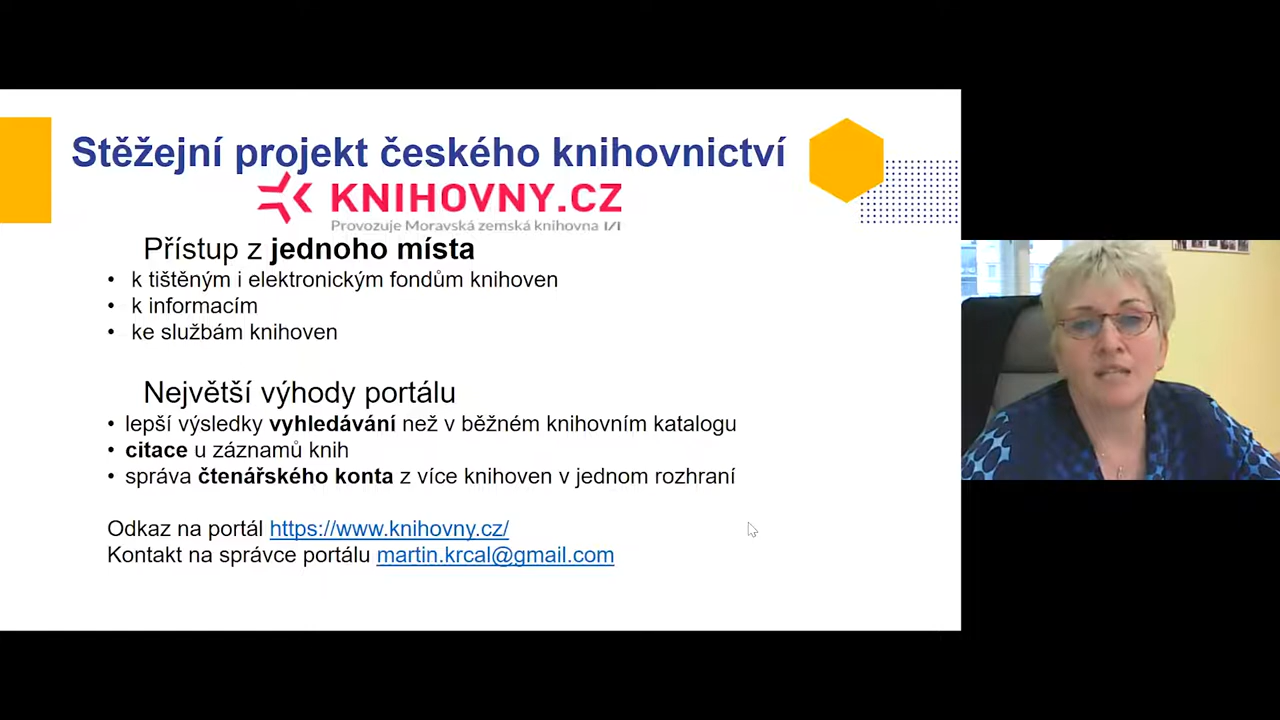 Stěžejní projekt českého knihovnictví
KNIHOVNY.CZ
Provozuje Moravská zemská knihovna
Přístup z jednoho místa
• k tištěným i elektronickým fondům knihoven
• k informacím
• ke službám knihoven
Největší výhody portálu
• lepší výsledky vyhledávání než v běžném knihovním katalogu
• citace u záznamů knih
• správa čtenářského konta z více knihoven v jednom rozhraní
Odkaz na portál https://www.knihovny.cz/
Kontakt na správce portálu martin.krcal@gmail.com